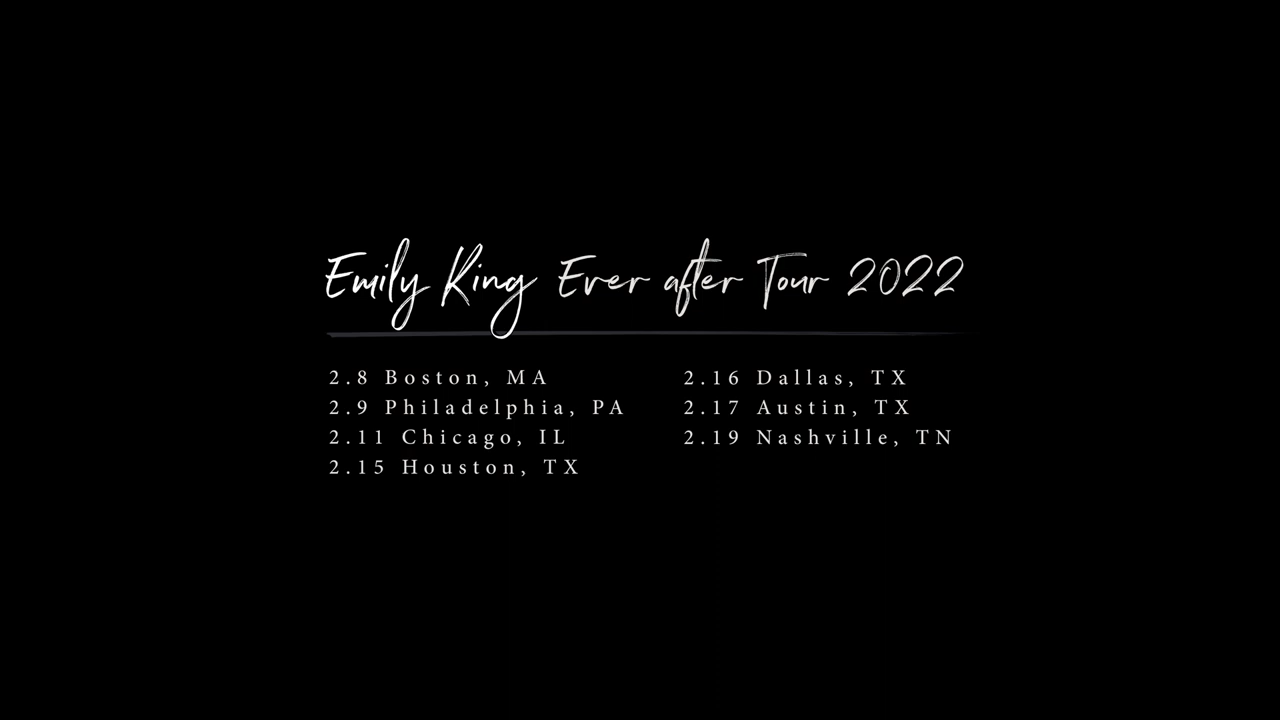 Emily King Ever after Tour 2022
2.8 Boston, MA
2.9 Philadelphia, PA
2.11 Chicago, IL
2.15 Houston, TX
2.16 Dallas, TX
2.17 Austin, TX
2.19 Nashville, TN